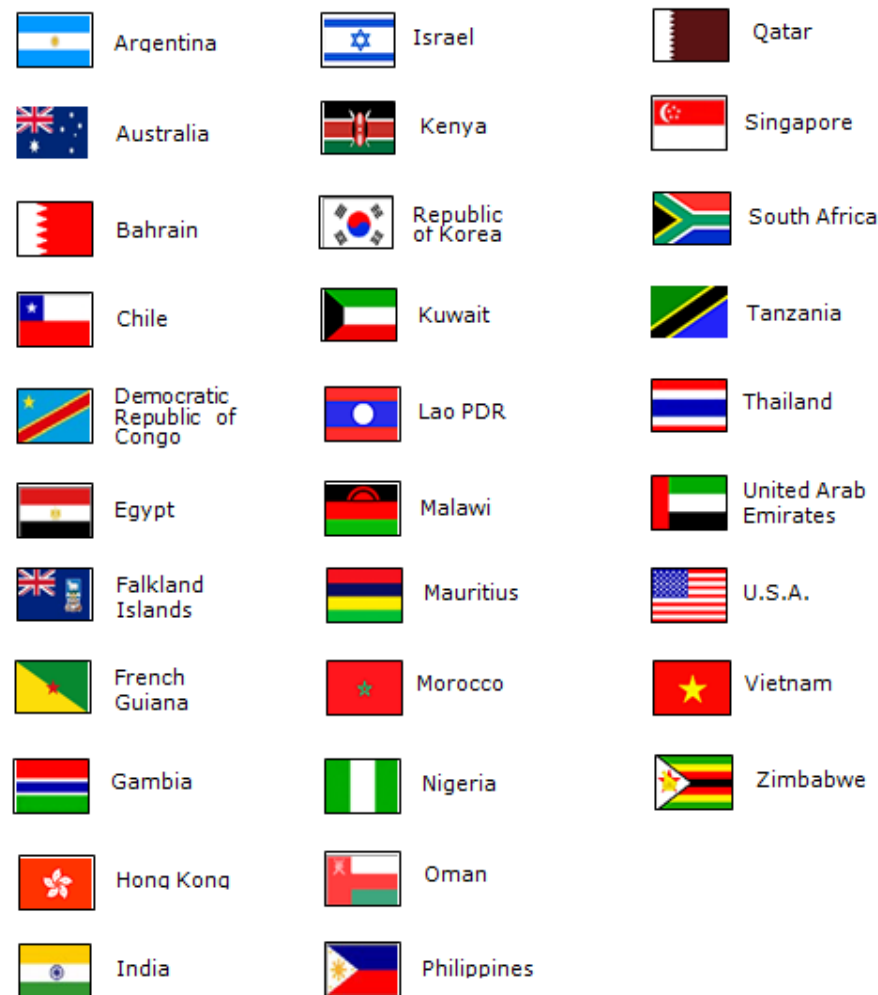 Argentina
Australia
Bahrain
Chile
Democratic
Republic of
Congo
Egypt
Falkland
Islands
French
Guiana
Gambia
Hong Kong
India
Israel
Kenya
Republic
of Korea
Kuwait
Lao PDR
Malawi
Mauritius
Morocco
Nigeria
Oman
Philippines
Qatar
Singapore
South Africa
Tanzania
Thailand
United Arab
Emirates
U.S.A.
Vietnam
Zimbabwe